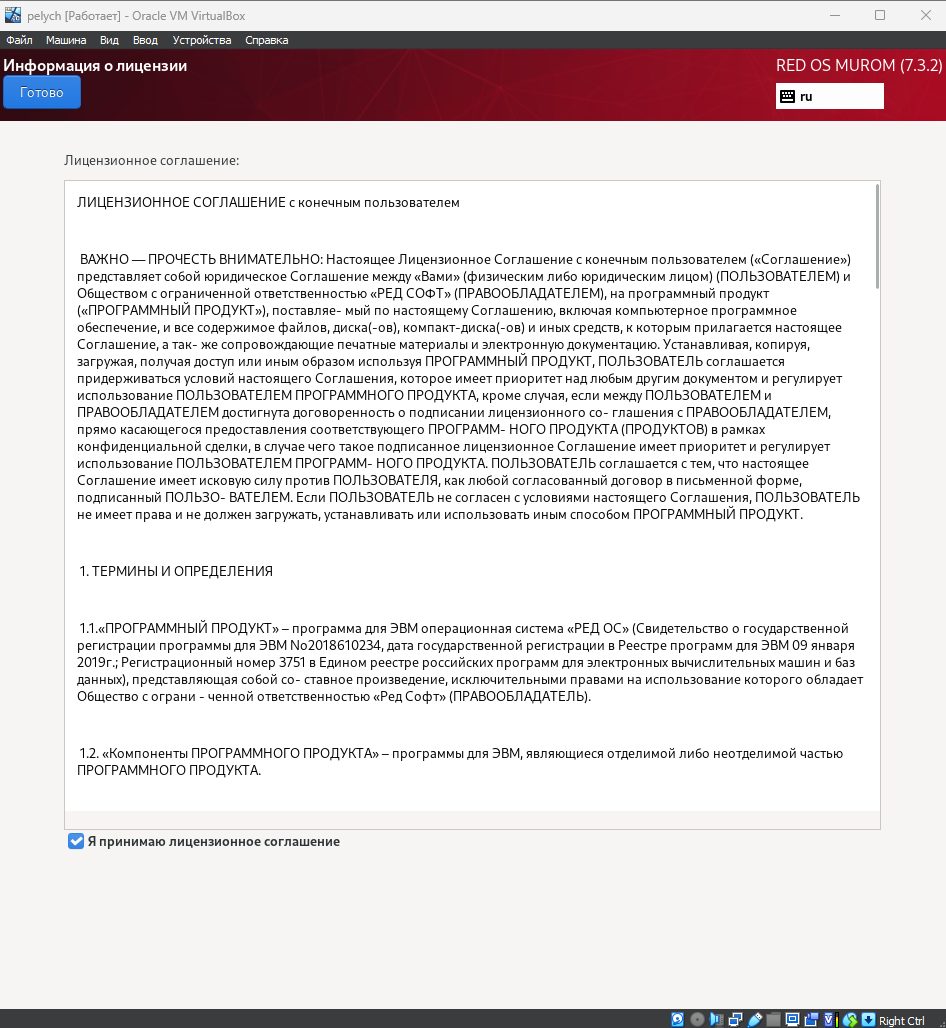 pelych [Работает] - Oracle VM VirtualBox
Файл Машина Вид Ввод Устройства Справка
Информация о лицензии
RED OS MUROM (7.3.2)
Готово
ru
Лицензионное соглашение:
ЛИЦЕНЗИОННОЕ СОГЛАШЕНИЕ с конечным пользователем
ВАЖНО — ПРОЧЕСТЬ ВНИМАТЕЛЬНО: Настоящее Лицензионное Соглашение с конечным пользователем («Соглашение»)
представляет собой юридическое Соглашение между «Вами» (физическим либо юридическим лицом) (ПОЛЬЗОВАТЕЛЕМ) и
Обществом с ограниченной ответственностью «РЕД СОФТ» (ПРАВООБЛАДАТЕЛЕМ), на программный продукт
(«ПРОГРАММНЫЙ ПРОДУКТ»), поставляе- мый по настоящему Соглашению, включая компьютерное программное
обеспечение, и все содержимое файлов, диска(-ов), компакт-диска(-ов) и иных средств, к которым прилагается настоящее
Соглашение, а так- же сопровождающие печатные материалы и электронную документацию. Устанавливая, копируя,
загружая, получая доступ или иным образом используя ПРОГРАММНЫЙ ПРОДУКТ, ПОЛЬЗОВАТЕЛЬ соглашается
придерживаться условий настоящего Соглашения, которое имеет приоритет над любым другим документом и регулирует
использование ПОЛЬЗОВАТЕЛЕМ ПРОГРАММНОГО ПРОДУКТА, кроме случая, если между ПОЛЬЗОВАТЕЛЕМ и
ПРАВООБЛАДАТЕЛЕМ достигнута договоренность о подписании лицензионного со- глашения с ПРАВООБЛАДАТЕЛЕМ,
прямо касающегося предоставления соответствующего ПРОГРАММ- НОГО ПРОДУКТА (ПРОДУКТОВ) в рамках
конфиденциальной сделки, в случае чего такое подписанное лицензионное Соглашение имеет приоритет и регулирует
использование ПОЛЬЗОВАТЕЛЕМ ПРОГРАММ- НОГО ПРОДУКТА. ПОЛЬЗОВАТЕЛЬ соглашается с тем, что настоящее
Соглашение имеет исковую силу против ПОЛЬЗОВАТЕЛЯ, как любой согласованный договор в письменной форме,
подписанный ПОЛЬЗО- ВАТЕЛЕМ. Если ПОЛЬЗОВАТЕЛЬ не согласен с условиями настоящего Соглашения, ПОЛЬЗОВАТЕЛЬ
не имеет права и не должен загружать, устанавливать или использовать иным способом ПРОГРАММНЫЙ ПРОДУКТ.
1. ТЕРМИНЫ И ОПРЕДЕЛЕНИЯ
1.1.«ПРОГРАММНЫЙ ПРОДУКТ» – программа для ЭВМ операционная система «РЕД ОС» (Свидетельство о государственной
регистрации программы для ЭВМ No2018610234, дата государственной регистрации в Реестре программ для ЭВМ 09 января
2019г.; Регистрационный номер 3751 в Едином реестре российских программ для электронных вычислительных машин и баз
данных), представляющая собой со- ставное произведение, исключительными правами на использование которого обладает
Общество с ограни - ченной ответственностью «Ред Софт» (ПРАВООБЛАДАТЕЛЬ).
1.2. «Компоненты ПРОГРАММНОГО ПРОДУКТА» – программы для ЭВМ, являющиеся отделимой либо неотделимой частью
ПРОГРАММНОГО ПРОДУКТА.
Я принимаю лицензионное соглашение
Right Ctrl